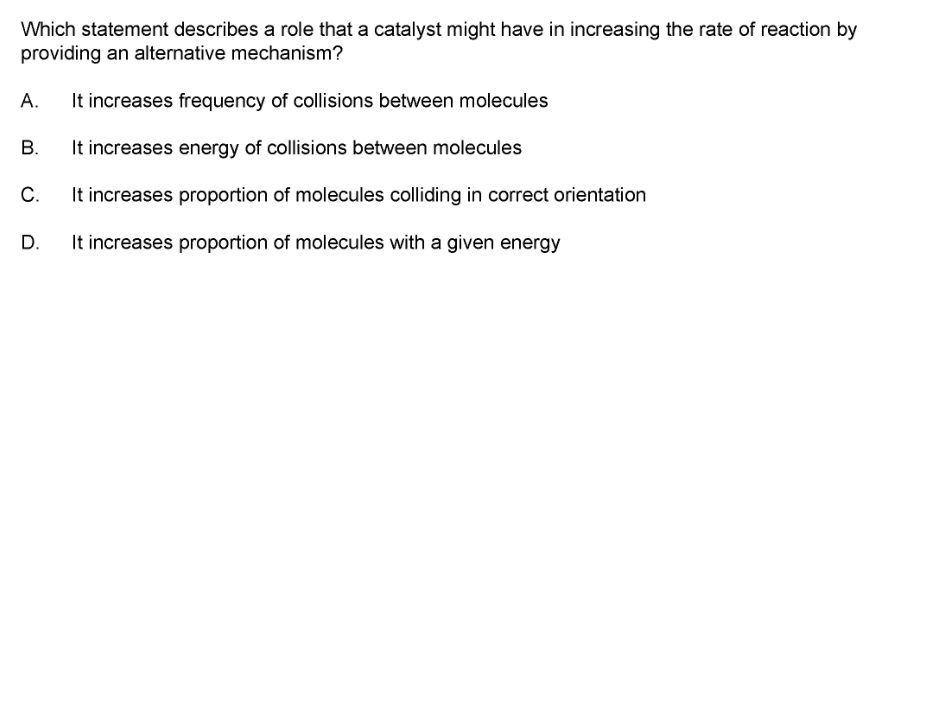 Which statement describes a role that a catalyst might have in increasing the rate of reaction by
providing an alternative mechanism?
A. It increases frequency of collisions between molecules
B. It increases energy of collisions between molecules
C. It increases proportion of molecules colliding in correct orientation
D. It increases proportion of molecules with a given energy